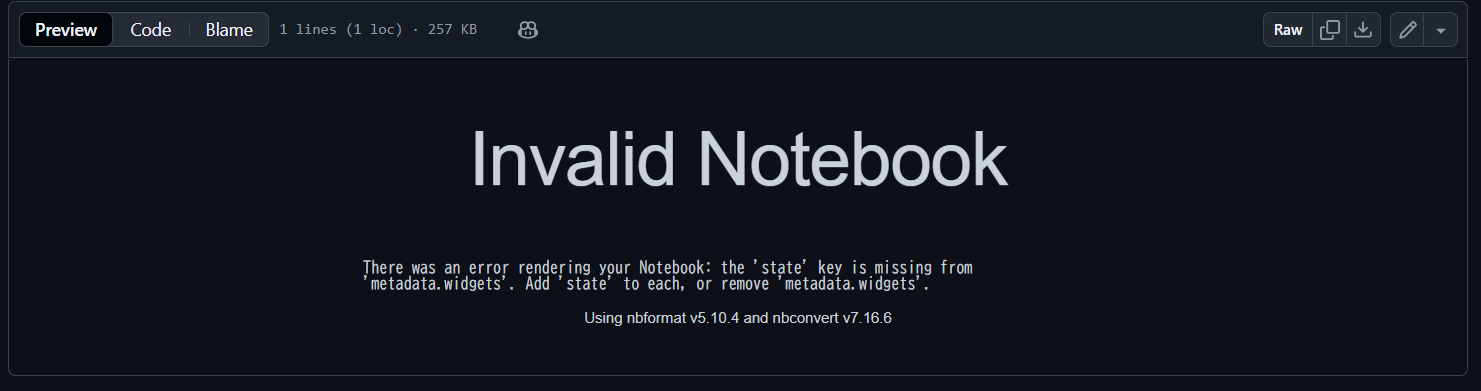 Preview Code Blame 1 lines (1 loc) · 257 KB Raw
Invalid Notebook
There was an error rendering your Notebook: the 'state' key is missing from
'metadata.widgets'. Add 'state' to each, or remove 'metadata.widgets'.
Using nbformat v5.10.4 and nbconvert v7.16.6